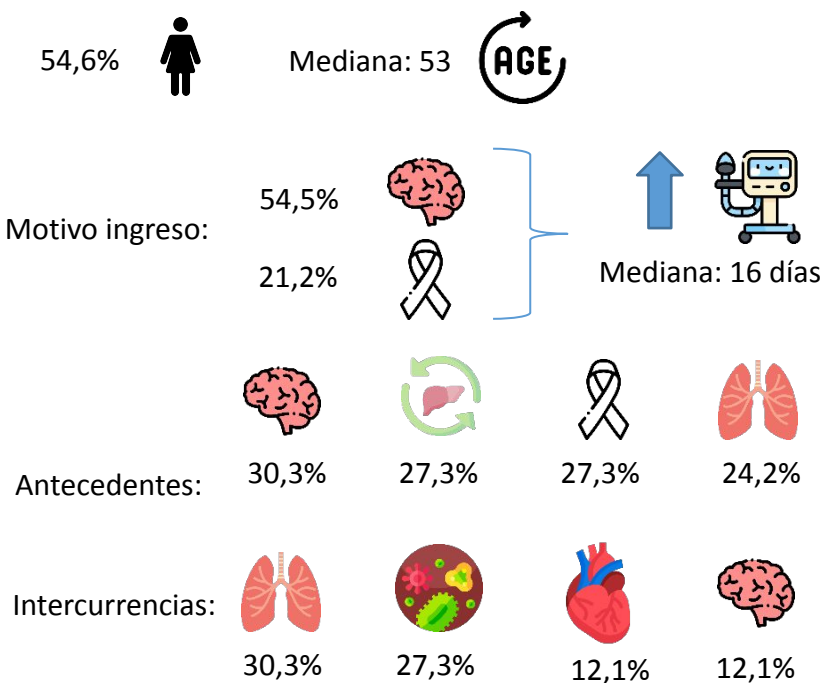 54,6%
Mediana: 53
AGE
Motivo ingreso:
54,5%
21,2%
Mediana: 16 días
Antecedentes:
30,3%
27,3%
27,3%
24,2%
Intercurrencias:
30,3%
27,3%
12,1%
12,1%